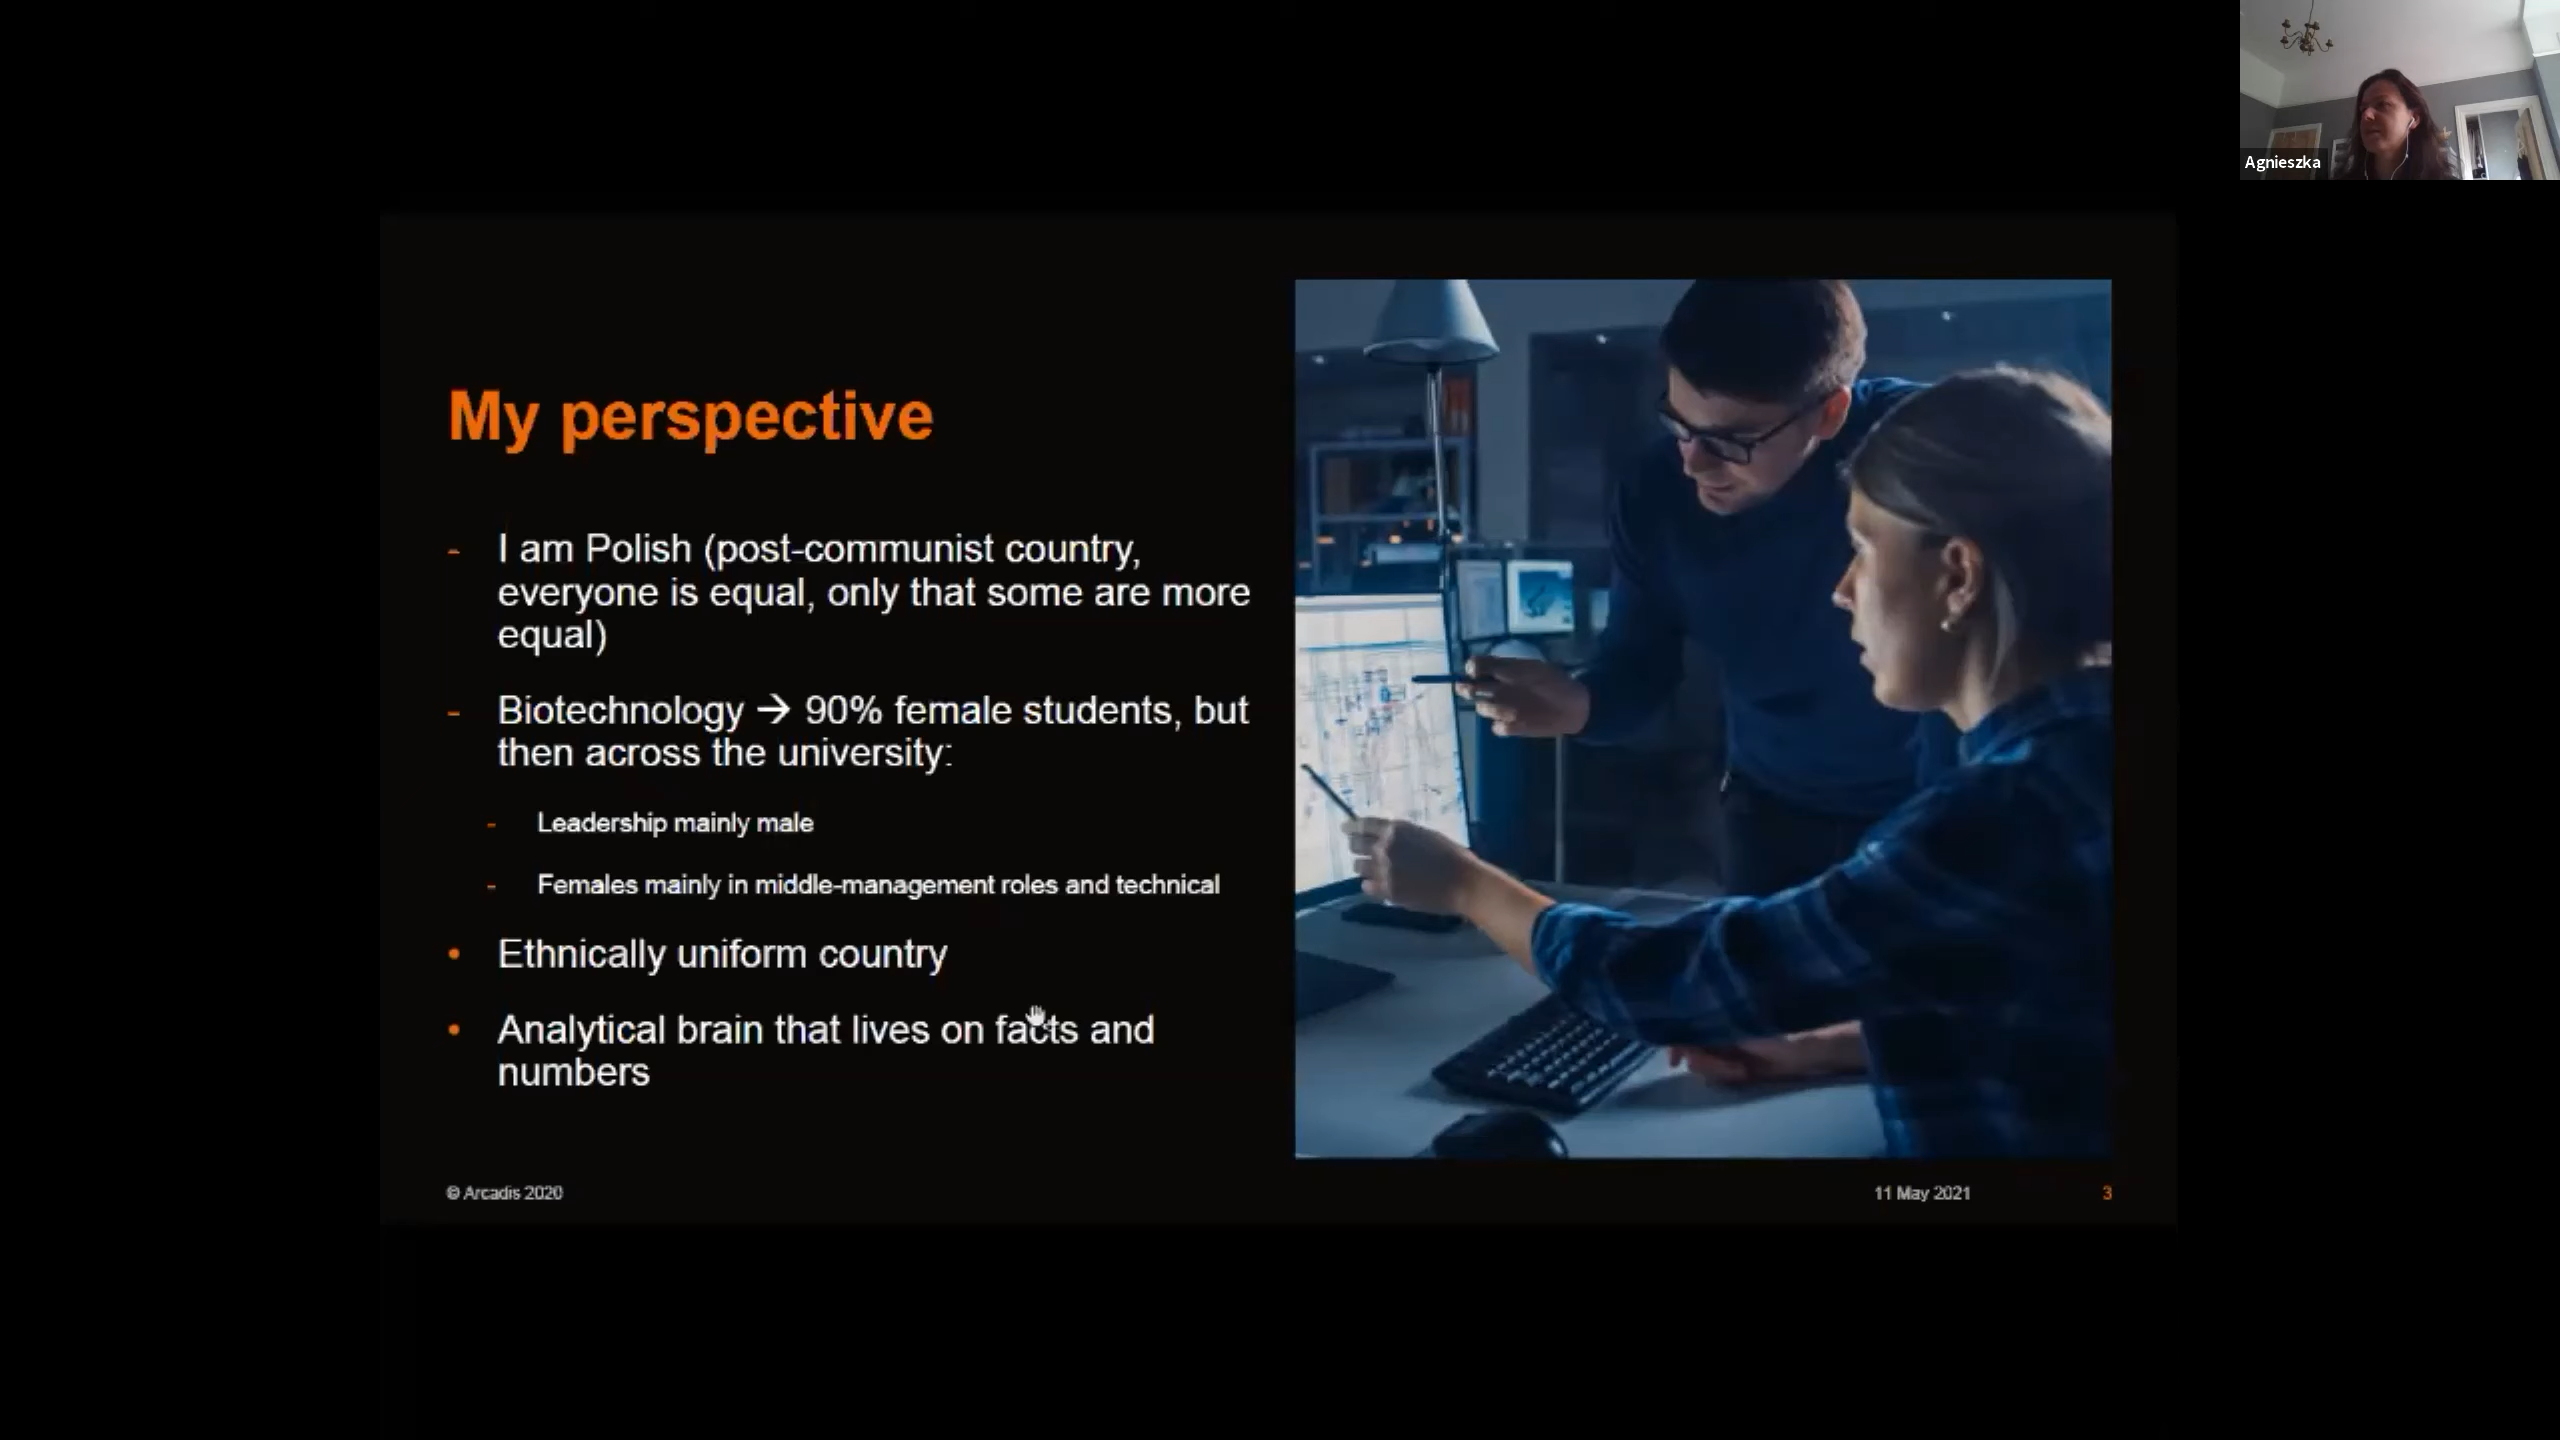 Agnieszka
My perspective
- I am Polish (post-communist country,
everyone is equal, only that some are more
equal)
- Biotechnology → 90% female students, but
then across the university:
- Leadership mainly male
- Females mainly in middle-management roles and technical
• Ethnically uniform country
• Analytical brain that lives on facts and
numbers
© Arcadis 2020
11 May 2021
3